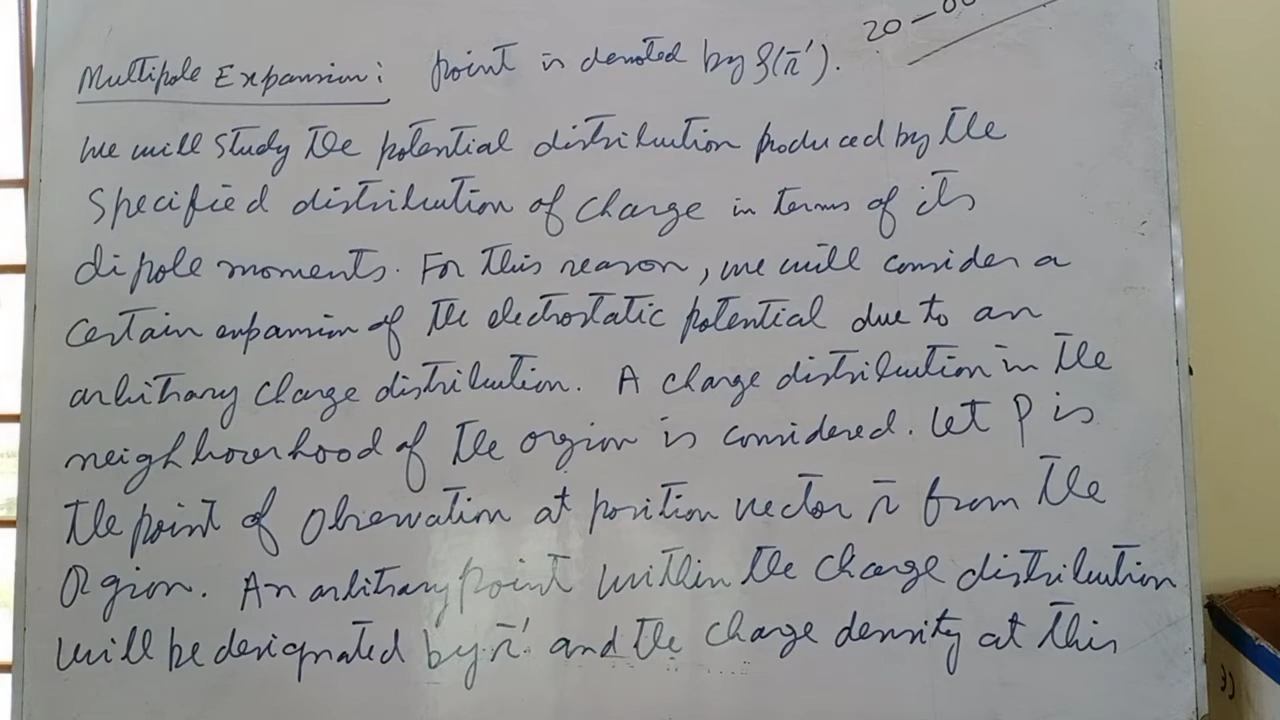 Multipole Expansion: point is denoted by ρ(r̄').
20-0
We will study the potential distribution produced by the
specified distribution of charge in terms of its
dipole moments. For this reason, we will consider a
certain expansion of the electrostatic potential due to an
arbitrary charge distribution. A charge distribution in the
neighbourhood of the orgion is considered. Let P is
the point of observation at position vector r̄ from the
orgion. An arbitrary point within the charge distribution
will be designated by r̄'. and the charge density at this